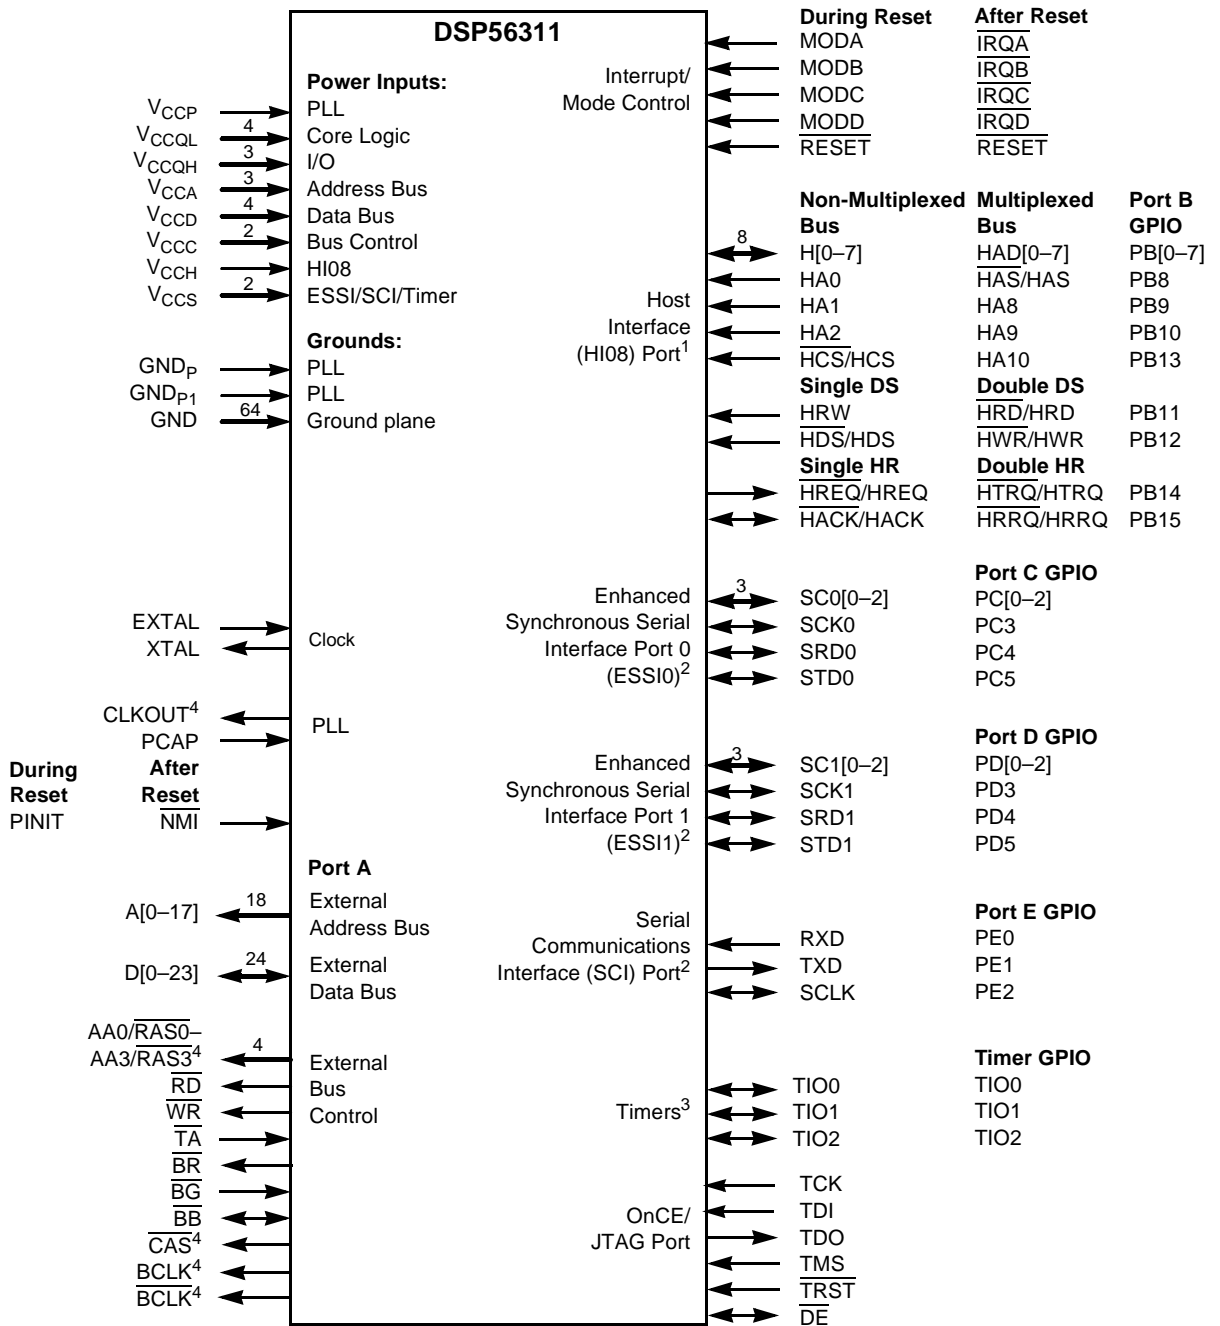 DSP56311
During Reset After Reset
MODA IRQA
MODB IRQB
MODC IRQC
MODD IRQD
RESET RESET
Interrupt/
Mode Control
Power Inputs:
VCCP PLL
VCCQL 4 Core Logic
VCCQH 3 I/O
VCCA 3 Address Bus
VCCD 4 Data Bus
VCCC 2 Bus Control
VCCH HI08
VCCS 2 ESSI/SCI/Timer
Grounds:
GNDP PLL
GNDP1 PLL
GND 64 Ground plane
Non-Multiplexed Multiplexed Port B
Bus Bus GPIO
8 H[0–7] HAD[0–7] PB[0–7]
HA0 HAS/HAS PB8
HA1 HA8 PB9
HA2 HA9 PB10
HCS/HCS HA10 PB13
Single DS Double DS
HRW HRD/HRD PB11
HDS/HDS HWR/HWR PB12
Single HR Double HR
HREQ/HREQ HTRQ/HTRQ PB14
HACK/HACK HRRQ/HRRQ PB15
Host
Interface
(HI08) Port1
EXTAL
XTAL
Clock
CLKOUT4
PCAP
PLL
During After
Reset Reset
PINIT NMI
Port C GPIO
3 SC0[0–2] PC[0–2]
SCK0 PC3
SRD0 PC4
STD0 PC5
Enhanced
Synchronous Serial
Interface Port 0
(ESSI0)2
Port D GPIO
3 SC1[0–2] PD[0–2]
SCK1 PD3
SRD1 PD4
STD1 PD5
Enhanced
Synchronous Serial
Interface Port 1
(ESSI1)2
Port A
A[0–17] 18 External
Address Bus
D[0–23] 24 External
Data Bus
AA0/RAS0–
AA3/RAS34 4
RD
WR
TA
BR
BG
BB
CAS4
BCLK4
BCLK4
External
Bus
Control
Port E GPIO
RXD PE0
TXD PE1
SCLK PE2
Serial
Communications
Interface (SCI) Port2
Timer GPIO
TIO0 TIO0
Timers3 TIO1 TIO1
TIO2 TIO2
TCK
TDI
TDO
TMS
TRST
DE
OnCE/
JTAG Port